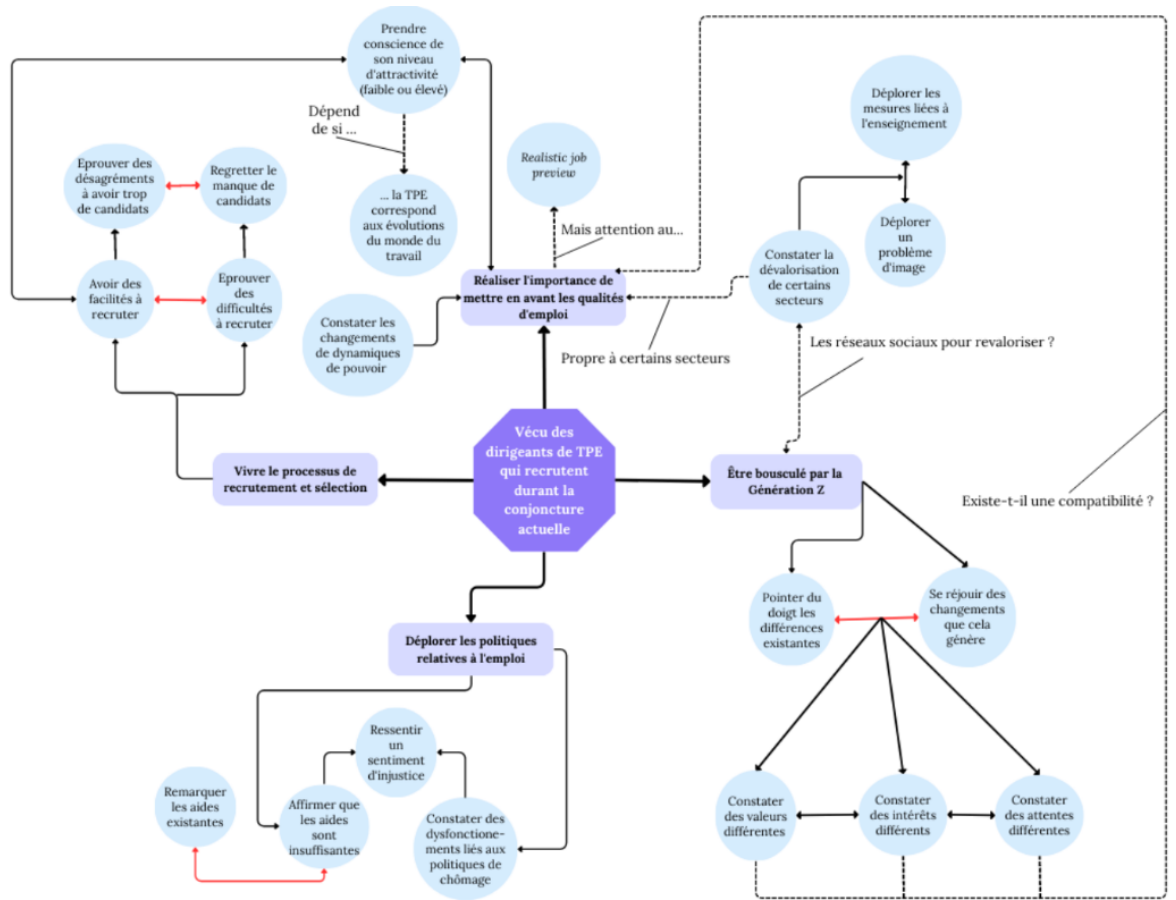 Prendre
conscience de
son niveau
d'attractivité
(faible ou élevé)
Dépend
de si ...
... la TPE
correspond
aux évolutions
du monde du
travail
Realistic job
preview
Mais attention au...
Déplorer les
mesures liées à
l'enseignement
Déplorer
un
problème
d'image
Constater la
dévalorisation
de certains
secteurs
Eprouver des
désagréments
à avoir trop
de candidats
Regretter le
manque de
candidats
Avoir des
facilités à
recruter
Eprouver
des
difficultés
à recruter
Réaliser l'importance de
mettre en avant les qualités
d'emploi
Constater les
changements
de dynamiques
de pouvoir
Propre à certains secteurs
Les réseaux sociaux pour revaloriser ?
Vécu des
dirigeants de TPE
qui recrutent
durant la
conjoncture
actuelle
Vivre le processus de
recrutement et sélection
Être bousculé par la
Génération Z
Existe-t-il une compatibilité ?
Pointer du
doigt les
différences
existantes
Se réjouir des
changements
que cela
génère
Déplorer les politiques
relatives à l'emploi
Ressentir
un
sentiment
d'injustice
Remarquer
les aides
existantes
Affirmer que
les aides
sont
insuffisantes
Constater des
dysfonctionne-
ments liés aux
politiques de
chômage
Constater
des valeurs
différentes
Constater
des intérêts
différents
Constater
des attentes
différentes